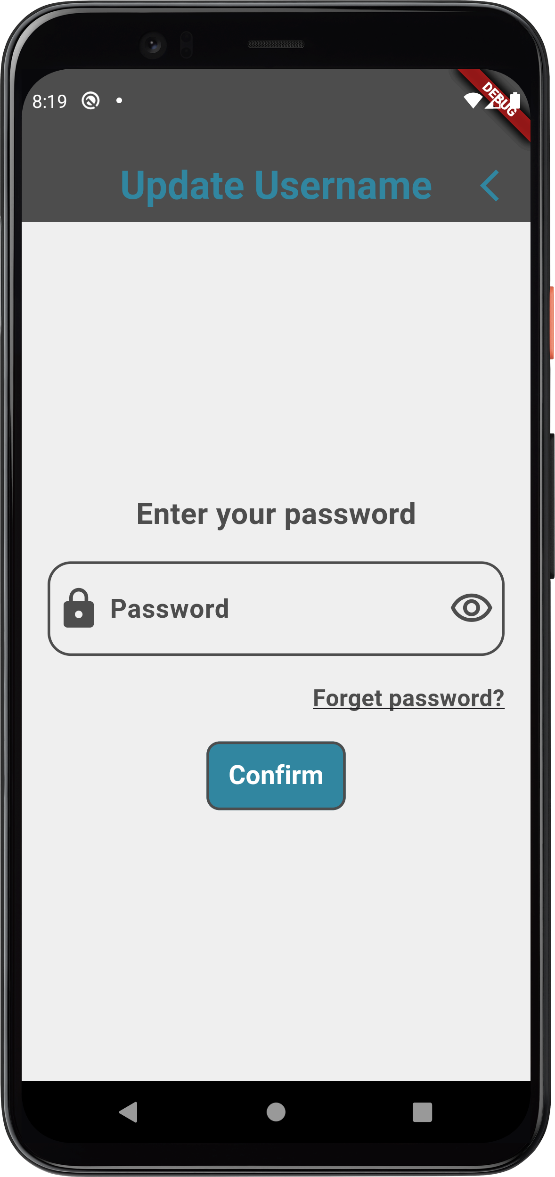 8:19
DEBUG
Update Username
Enter your password
Password
Forget password?
Confirm